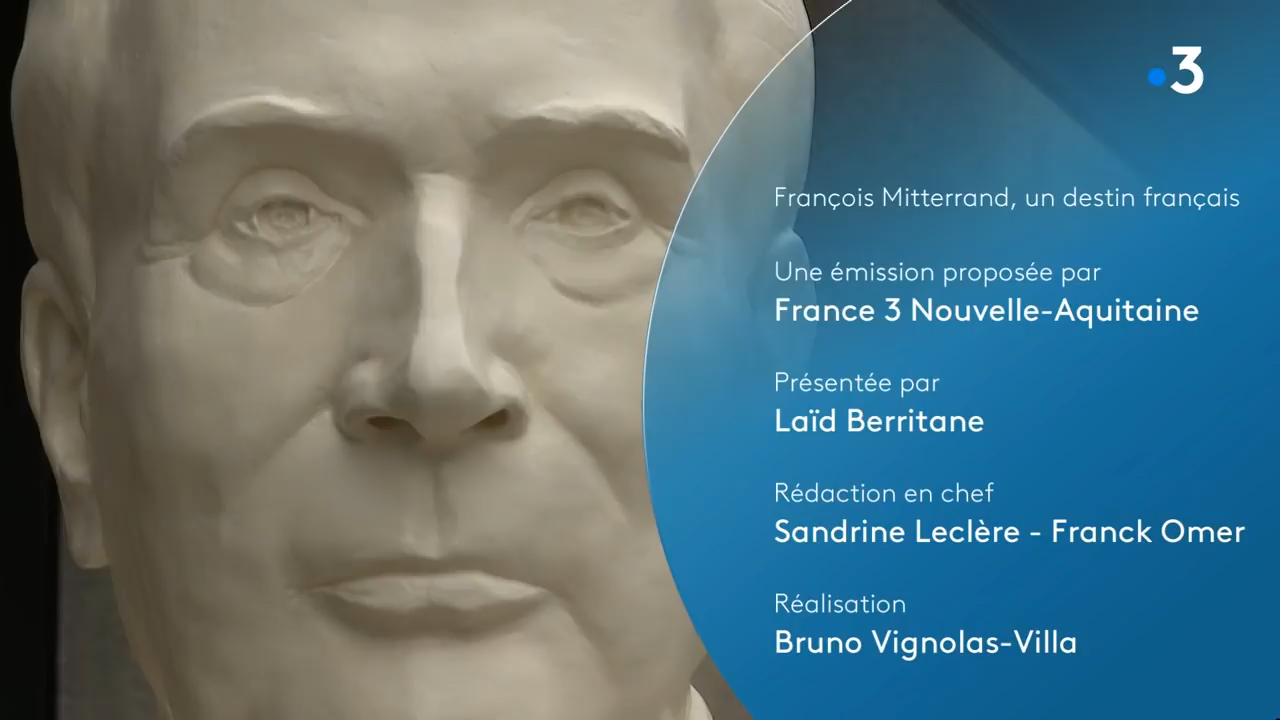 3
François Mitterrand, un destin français
Une émission proposée par
France 3 Nouvelle-Aquitaine
Présentée par
Laïd Berritane
Rédaction en chef
Sandrine Leclère - Franck Omer
Réalisation
Bruno Vignolas-Villa